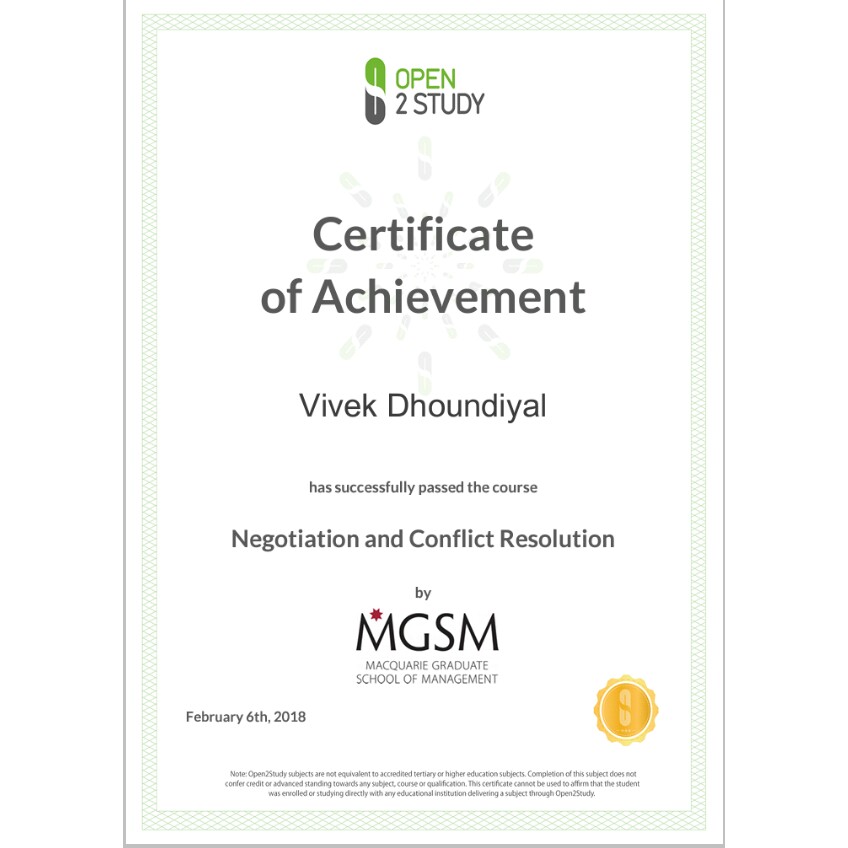 OPEN
2 STUDY
Certificate
of Achievement
Vivek Dhoundiyal
has successfully passed the course
Negotiation and Conflict Resolution
by
MGSM
MACQUARIE GRADUATE
SCHOOL OF MANAGEMENT
February 6th, 2018
Note: Open2Study subjects are not equivalent to accredited tertiary or higher education subjects. Completion of this subject does not
confer credit or advanced standing towards any subject, course or qualification. This certificate cannot be used to affirm that the student
was enrolled or studying directly with any educational institution delivering a subject through Open2Study.